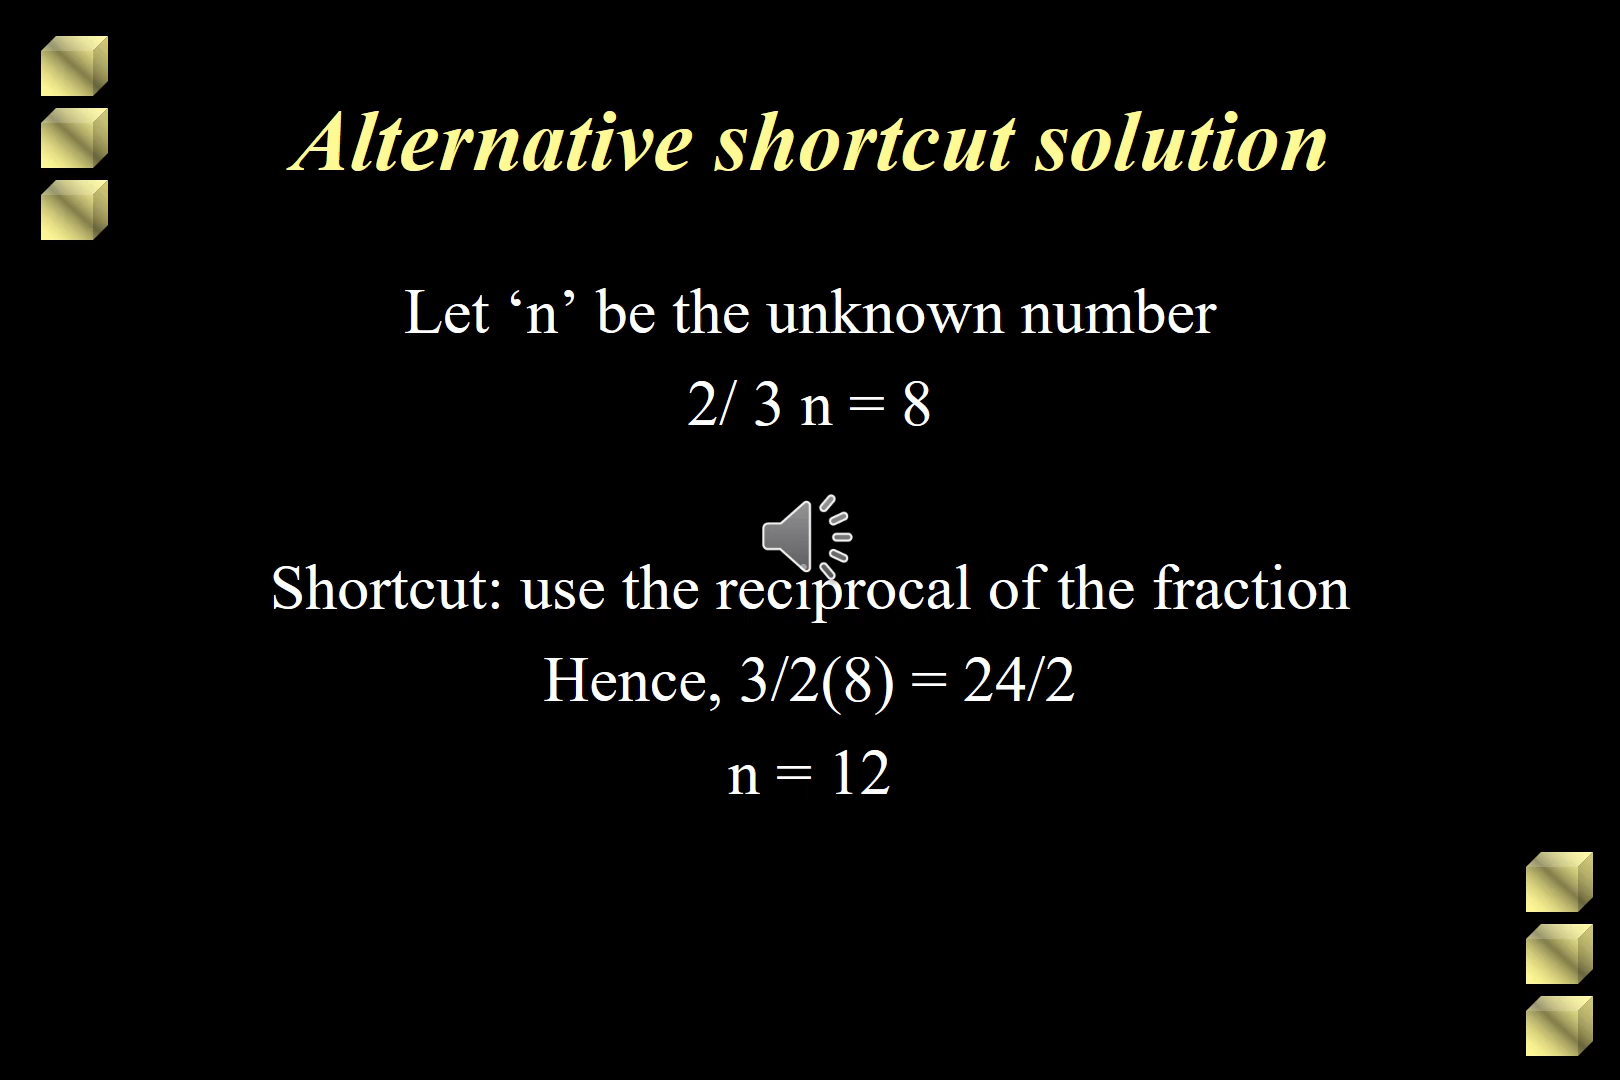 Alternative shortcut solution
Let ‘n’ be the unknown number
2/ 3 n = 8
Shortcut: use the reciprocal of the fraction
Hence, 3/2(8) = 24/2
n = 12